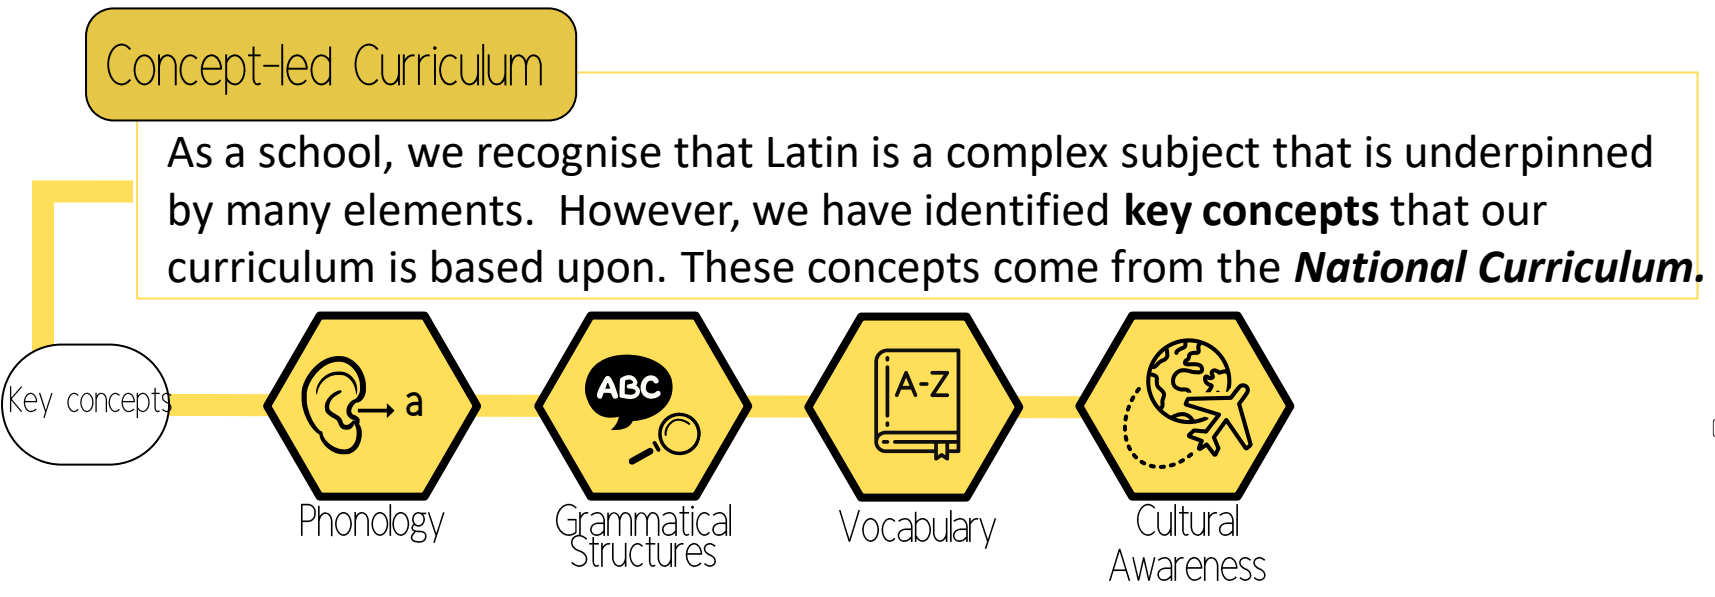 Concept-led Curriculum
As a school, we recognise that Latin is a complex subject that is underpinned
by many elements.  However, we have identified key concepts that our
curriculum is based upon. These concepts come from the National Curriculum.
Key concepts
a
ABC
A-Z
Phonology
Grammatical
Structures
Vocabulary
Cultural
Awareness